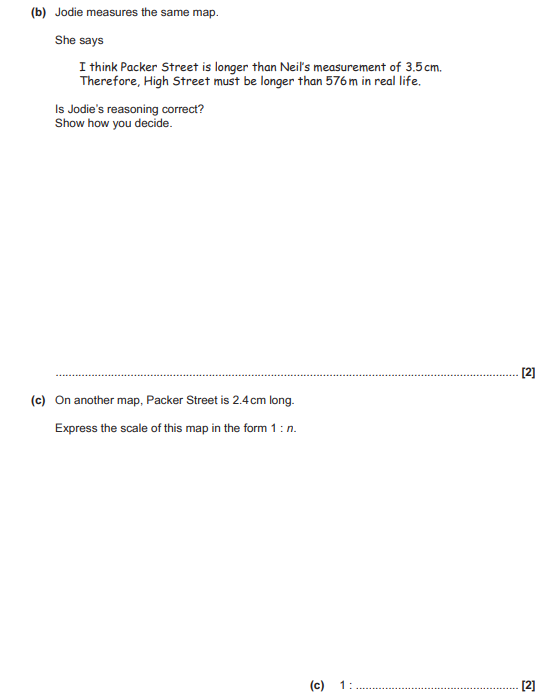 (b) Jodie measures the same map.
She says
I think Packer Street is longer than Neil's measurement of 3.5 cm.
Therefore, High Street must be longer than 576 m in real life.
Is Jodie's reasoning correct?
Show how you decide.
.......................................................................................................................................................... [2]
(c) On another map, Packer Street is 2.4 cm long.
Express the scale of this map in the form 1 : n.
(c) 1 : .................................................... [2]